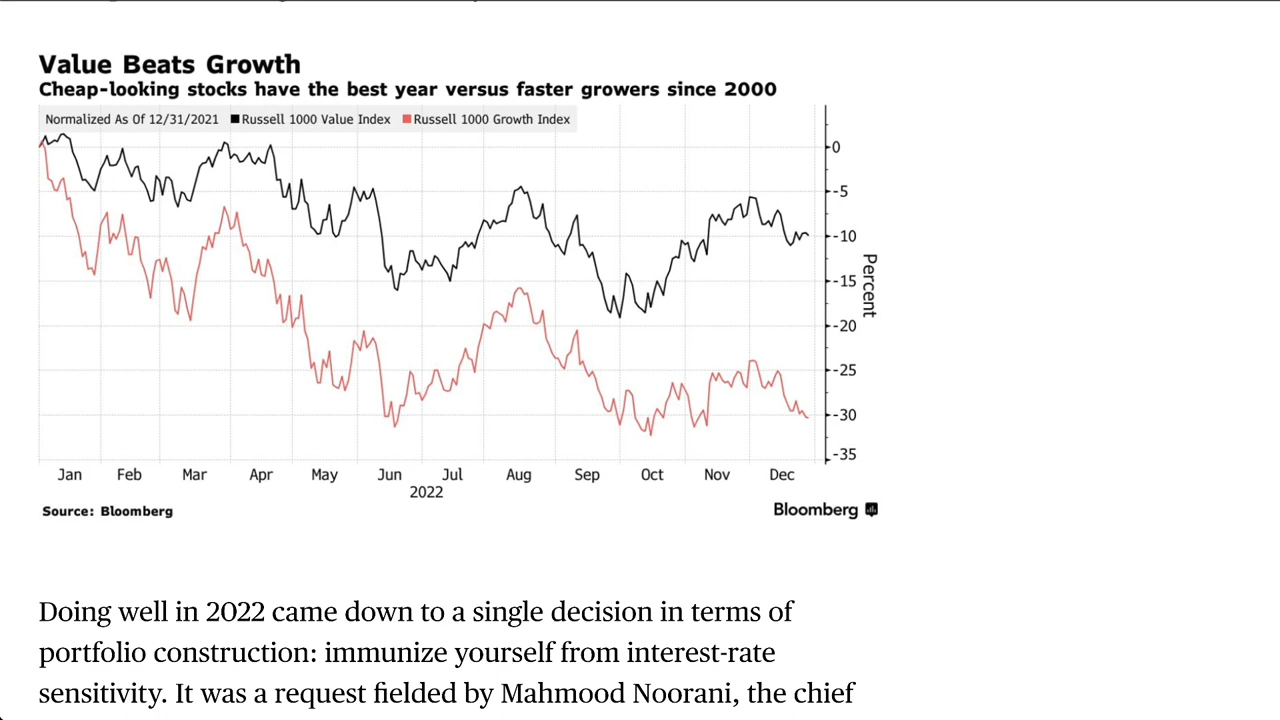 Value Beats Growth
Cheap-looking stocks have the best year versus faster growers since 2000
Normalized As Of 12/31/2021 Russell 1000 Value Index Russell 1000 Growth Index
0
-5
-10
-15
-20
-25
-30
-35
Percent
Jan Feb Mar Apr May Jun Jul Aug Sep Oct Nov Dec
2022
Source: Bloomberg
Bloomberg
Doing well in 2022 came down to a single decision in terms of
portfolio construction: immunize yourself from interest-rate
sensitivity. It was a request fielded by Mahmood Noorani, the chief